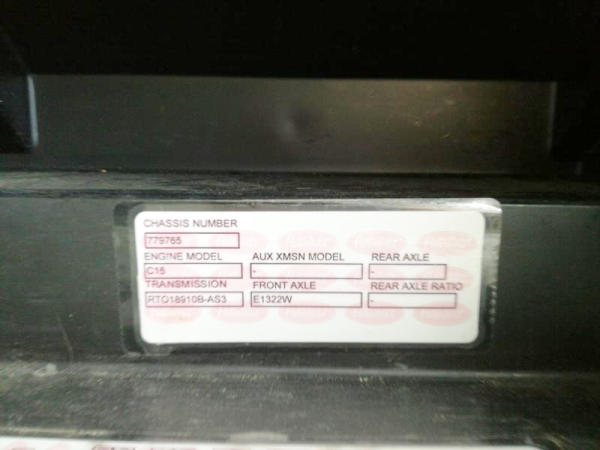 CHASSIS NUMBER
779765
ENGINE MODEL AUX XMSN MODEL REAR AXLE
C15 - -
TRANSMISSION FRONT AXLE REAR AXLE RATIO
RTO18910B-AS3 E1322W -